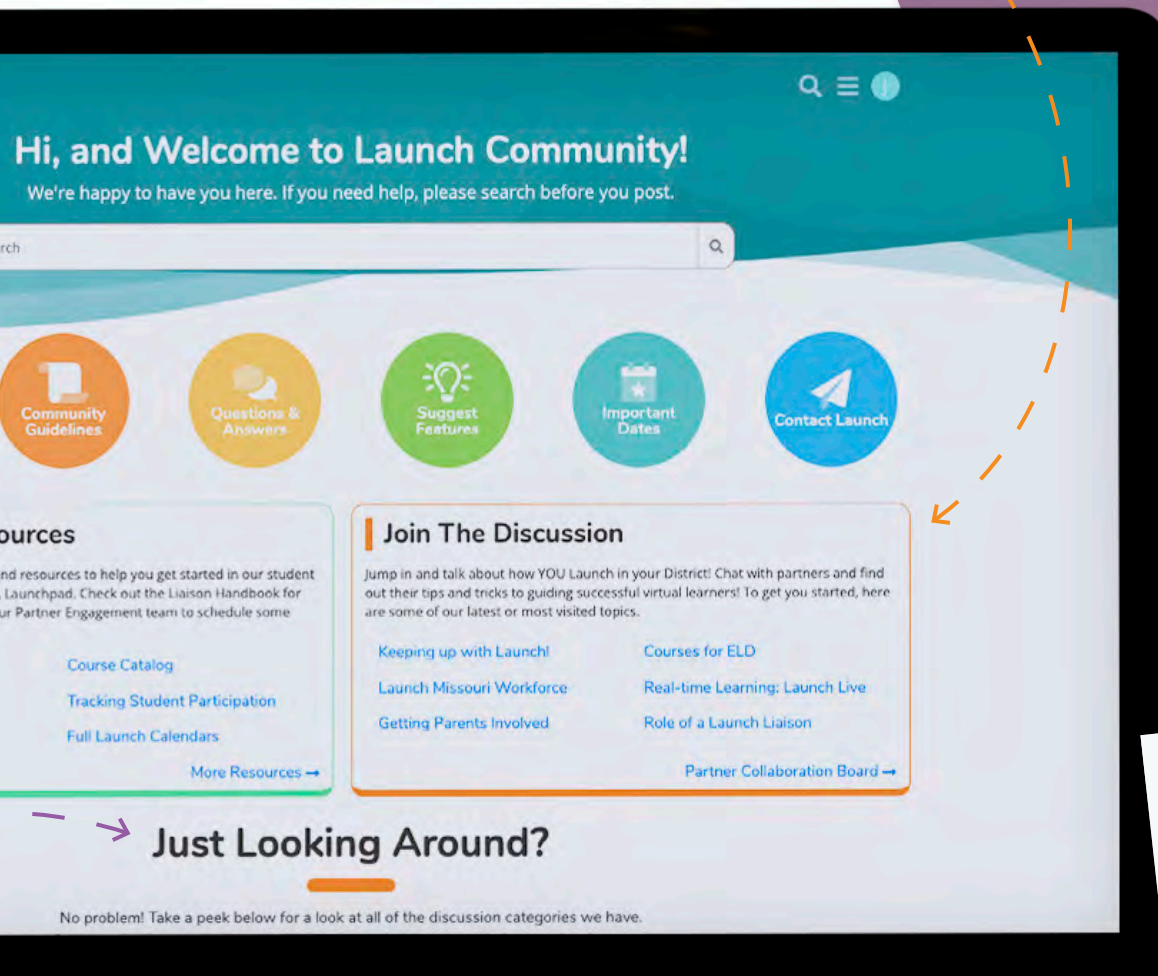 Hi, and Welcome to Launch Community!
We're happy to have you here. If you need help, please search before you post.
rch
Community
Guidelines
Questions &
Answers
Suggest
Features
Important
Dates
Contact Launch
ources
nd resources to help you get started in our student
Launchpad. Check out the Liaison Handbook for
ur Partner Engagement team to schedule some
Course Catalog
Tracking Student Participation
Full Launch Calendars
More Resources →
Join The Discussion
Jump in and talk about how YOU Launch in your District! Chat with partners and find
out their tips and tricks to guiding successful virtual learners! To get you started, here
are some of our latest or most visited topics.
Keeping up with Launch!
Launch Missouri Workforce
Getting Parents Involved
Courses for ELD
Real-time Learning: Launch Live
Role of a Launch Liaison
Partner Collaboration Board →
Just Looking Around?
No problem! Take a peek below for a look at all of the discussion categories we have.